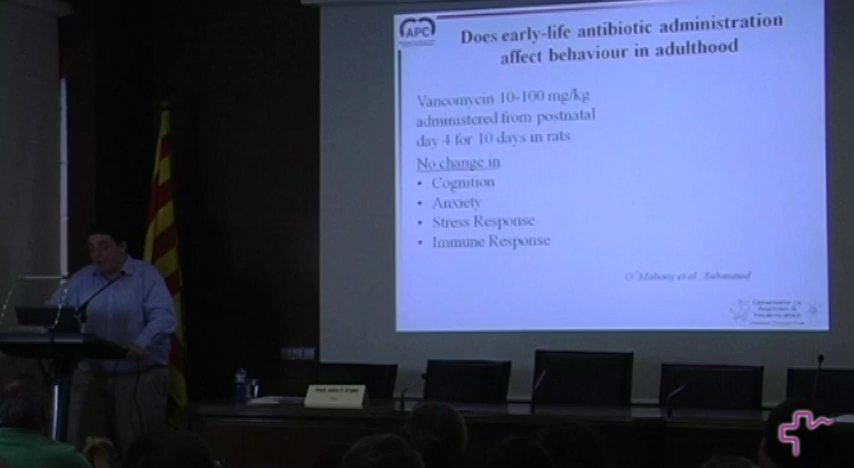 APC
Does early-life antibiotic administration
affect behaviour in adulthood
Vancomycin 10-100 mg/kg
administered from postnatal
day 4 for 10 days in rats
No change in
• Cognition
• Anxiety
• Stress Response
• Immune Response
O'Mahony et al., Submitted